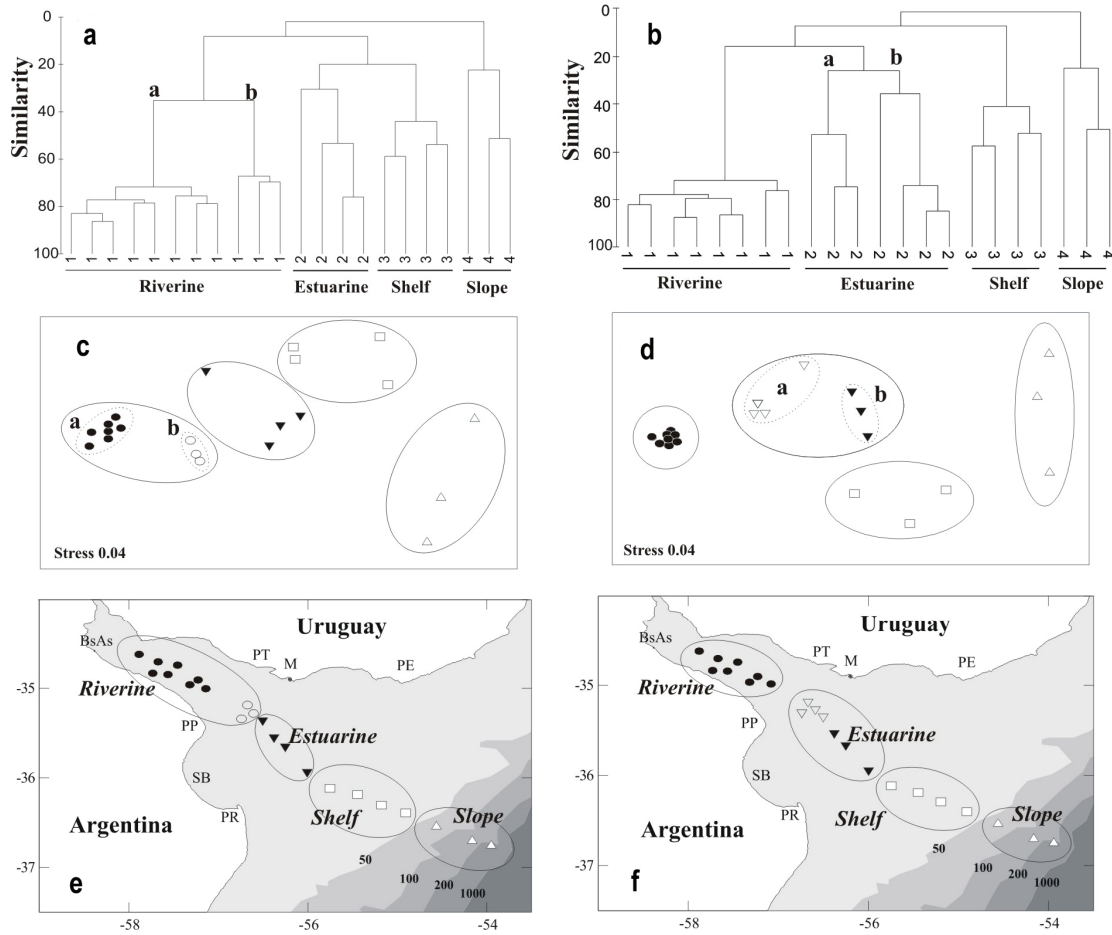 a
Similarity
0
20
40
60
80
100
a
b
1 1 1 1 1 1 1 1 1 1 1 2 2 2 2 3 3 3 3 4 4 4
Riverine Estuarine Shelf Slope
b
Similarity
0
20
40
60
80
100
a
b
1 1 1 1 1 1 1 1 2 2 2 2 2 2 2 3 3 3 3 4 4 4
Riverine Estuarine Shelf Slope
c
a
b
Stress 0.04
d
a
b
Stress 0.04
Uruguay
BsAs
PT
M
PE
-35
Riverine
PP
Estuarine
SB
-36
PR
Shelf
Slope
Argentina
50
-37
100
200
1000
e
-58 -56 -54
Uruguay
BsAs
PT
M
PE
-35
Riverine
PP
Estuarine
SB
-36
PR
Shelf
Slope
Argentina
50
-37
100
200
1000
f
-58 -56 -54